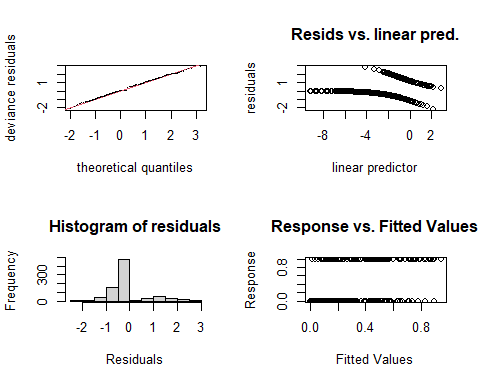 deviance residuals
-2 1
-2 -1 0 1 2 3
theoretical quantiles
Resids vs. linear pred.
residuals
-2 1
-8 -4 0 2
linear predictor
Histogram of residuals
Frequency
0 300
-2 -1 0 1 2 3
Residuals
Response vs. Fitted Values
Response
0.0 0.8
0.0 0.4 0.8
Fitted Values